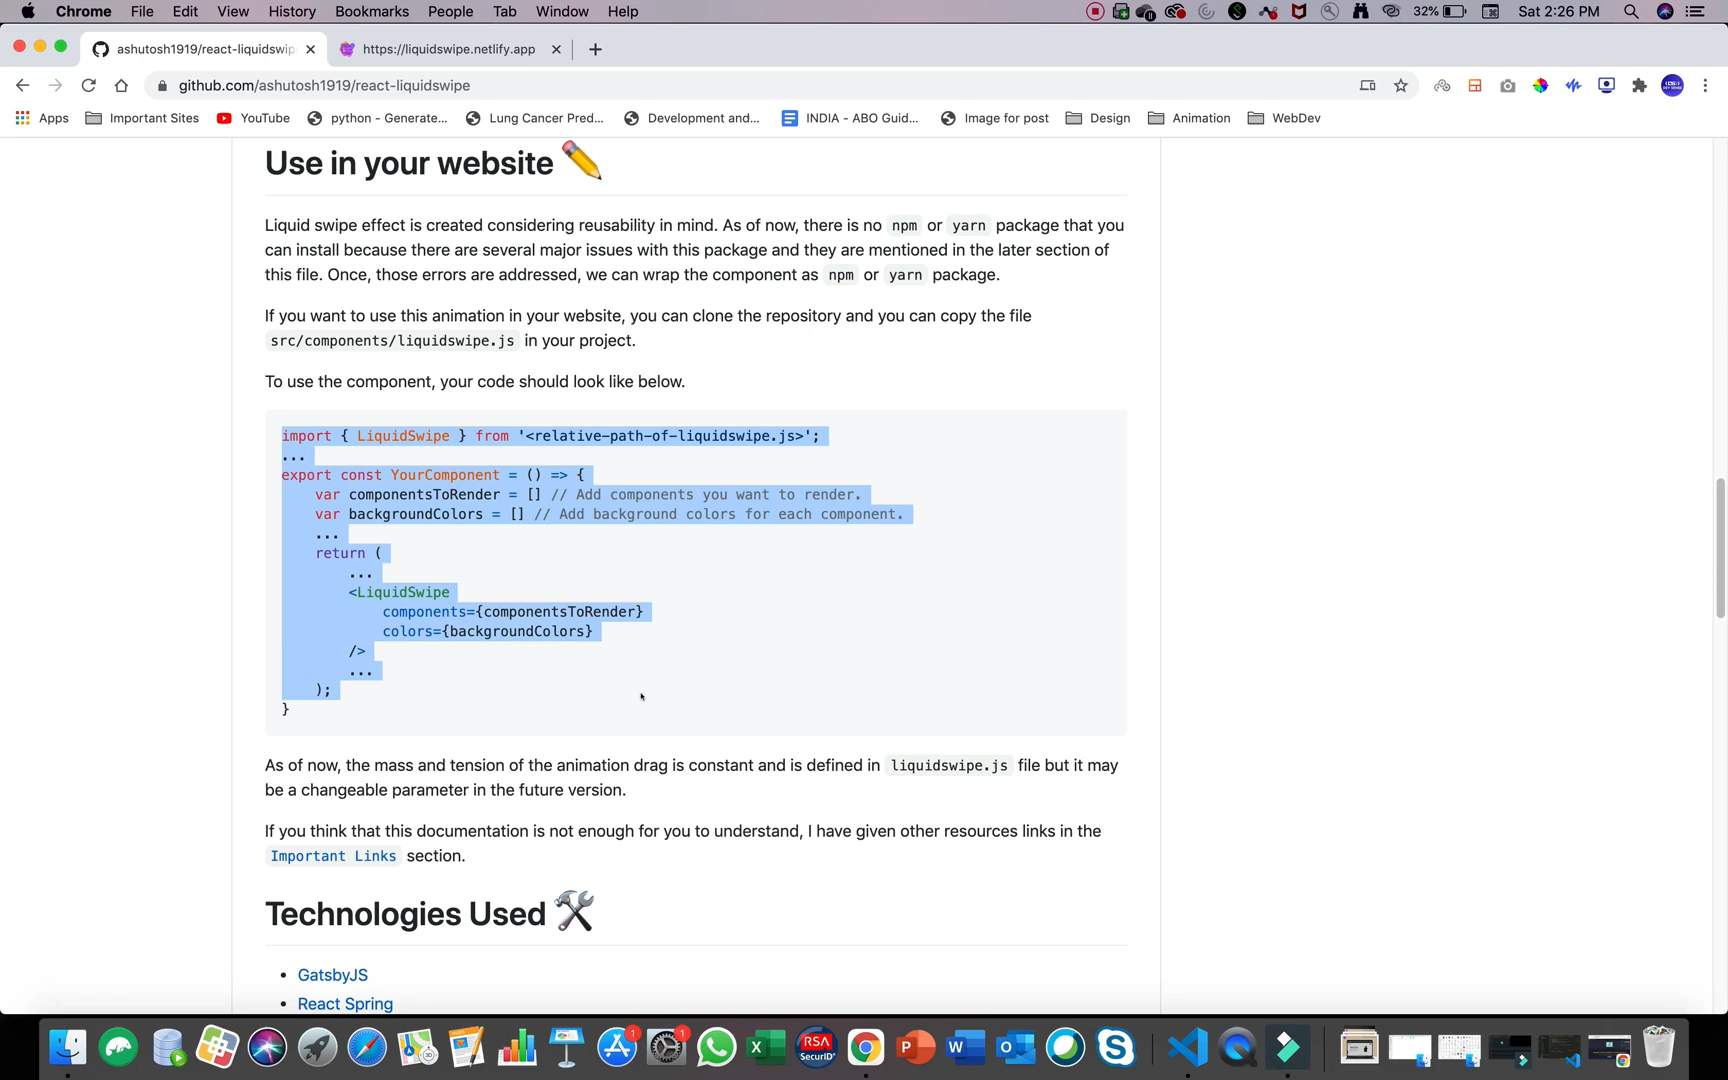 Chrome File Edit View History Bookmarks People Tab Window Help 32% Sat 2:26 PM
ashutosh1919/react-liquidswip https://liquidswipe.netlify.app
github.com/ashutosh1919/react-liquidswipe
Apps Important Sites YouTube python - Generate... Lung Cancer Pred... Development and... INDIA - ABO Guid... Image for post Design Animation WebDev
Use in your website
Liquid swipe effect is created considering reusability in mind. As of now, there is no npm or yarn package that you
can install because there are several major issues with this package and they are mentioned in the later section of
this file. Once, those errors are addressed, we can wrap the component as npm or yarn package.
If you want to use this animation in your website, you can clone the repository and you can copy the file
src/components/liquidswipe.js in your project.
To use the component, your code should look like below.
import { LiquidSwipe } from '<relative-path-of-liquidswipe.js>';
...
export const YourComponent = () => {
var componentsToRender = [] // Add components you want to render.
var backgroundColors = [] // Add background colors for each component.
...
return (
...
<LiquidSwipe
components={componentsToRender}
colors={backgroundColors}
/>
...
);
}
As of now, the mass and tension of the animation drag is constant and is defined in liquidswipe.js file but it may
be a changeable parameter in the future version.
If you think that this documentation is not enough for you to understand, I have given other resources links in the
Important Links section.
Technologies Used
• GatsbyJS
• React Spring
1 1 RSA SecurID